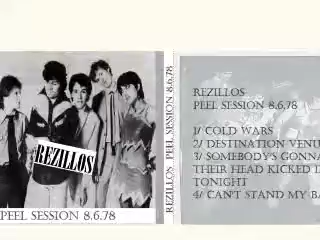 REZILLOS
PEEL SESSION 8.6.78
REZILLOS PEEL SESSION 8.6.78
REZILLOS
PEEL SESSION 8.6.78
1/ COLD WARS
2/ DESTINATION VENU
3/ SOMEBODY'S GONNA
THEIR HEAD KICKED I
TONIGHT
4/ CAN'T STAND MY BA